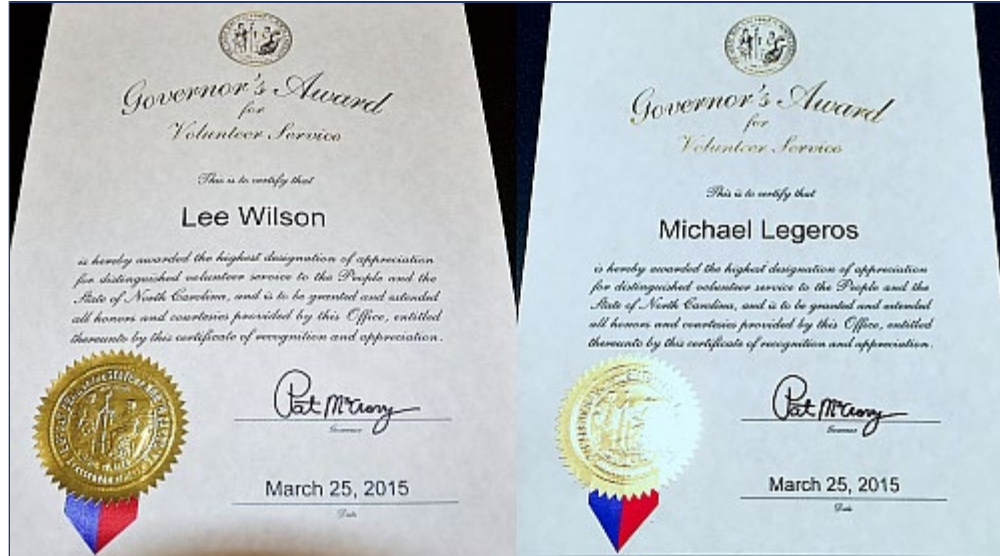 Governor's Award
for
Volunteer Service
This is to certify that
Lee Wilson
is hereby awarded the highest designation of appreciation
for distinguished volunteer service to the People and the
State of North Carolina, and is to be granted and extended
all honors and courtesies provided by this Office, entitled
thereunto by this certificate of recognition and appreciation.
Pat McCrory
Governor
March 25, 2015
Date
Governor's Award
for
Volunteer Service
This is to certify that
Michael Legeros
is hereby awarded the highest designation of appreciation
for distinguished volunteer service to the People and the
State of North Carolina, and is to be granted and extended
all honors and courtesies provided by this Office, entitled
thereunto by this certificate of recognition and appreciation.
Pat McCrory
Governor
March 25, 2015
Date